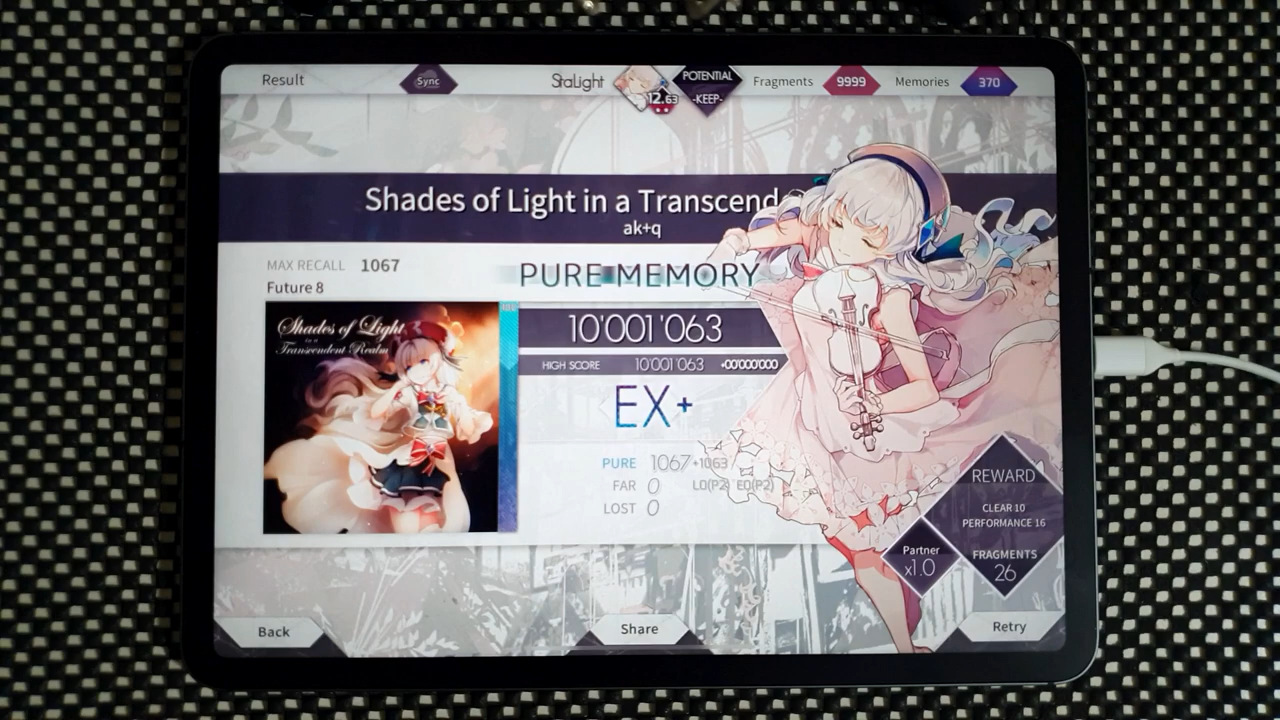 Result
Sync
StaLight
12.63
POTENTIAL
-KEEP-
Fragments
9999
Memories
370
Shades of Light in a Transcend
ak+q
MAX RECALL 1067
Future 8
PURE MEMORY
Shades of Light
in a
Transcendent Realm
10'001'063
HIGH SCORE 10'001'063 +00'000'000
EX+
PURE 1067 +1063
FAR 0 L0(P2) E0(P2)
LOST 0
REWARD
CLEAR 10
PERFORMANCE 16
FRAGMENTS
26
Partner
x1.0
Back
Share
Retry